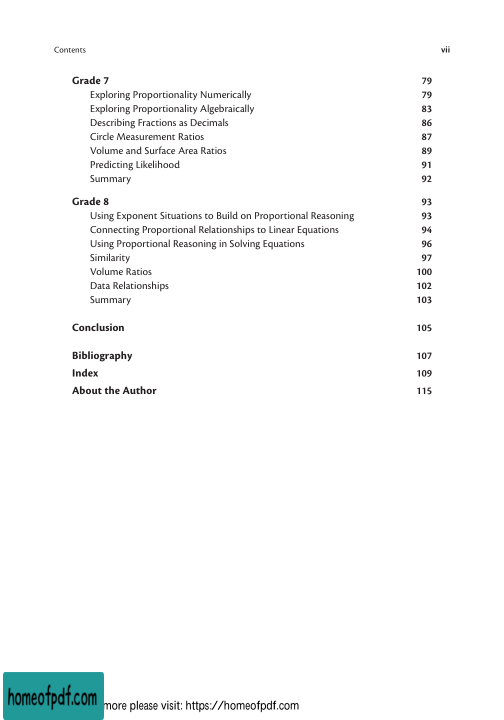 Contents vii
Grade 7 79
Exploring Proportionality Numerically 79
Exploring Proportionality Algebraically 83
Describing Fractions as Decimals 86
Circle Measurement Ratios 87
Volume and Surface Area Ratios 89
Predicting Likelihood 91
Summary 92
Grade 8 93
Using Exponent Situations to Build on Proportional Reasoning 93
Connecting Proportional Relationships to Linear Equations 94
Using Proportional Reasoning in Solving Equations 96
Similarity 97
Volume Ratios 100
Data Relationships 102
Summary 103
Conclusion 105
Bibliography 107
Index 109
About the Author 115
homeofpdf.com more please visit: https://homeofpdf.com